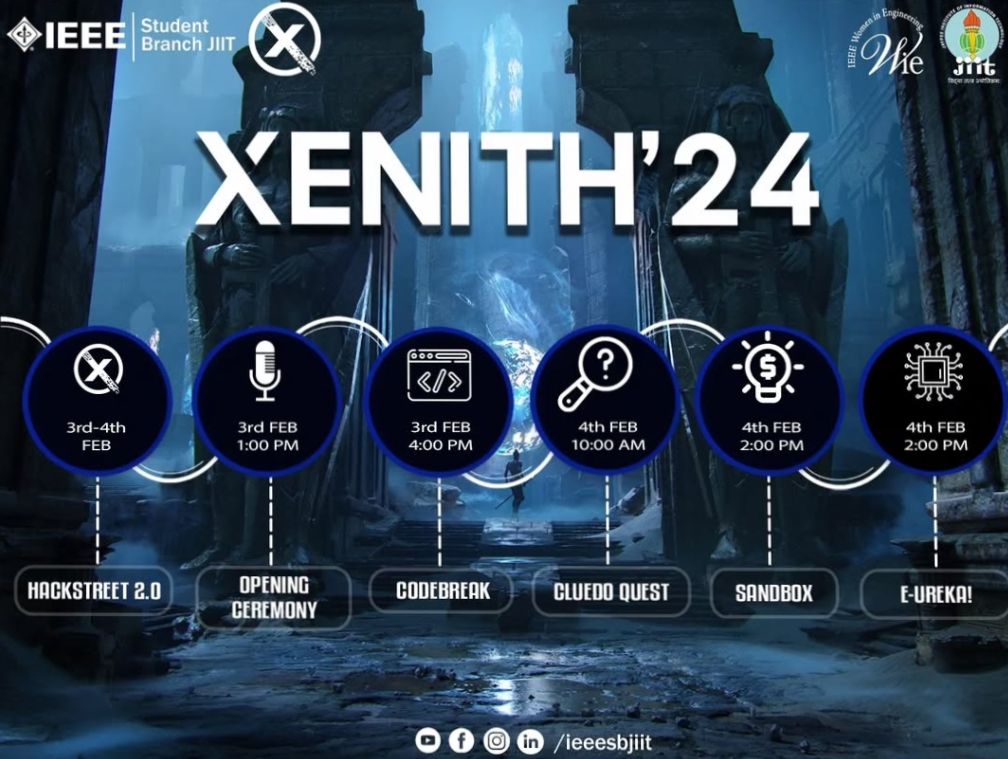 IEEE
Student
Branch JIIT
X
IEEE Women in Engineering
Wie
jiit
XENITH'24
X
3rd-4th
FEB
3rd FEB
1:00 PM
3rd FEB
4:00 PM
4th FEB
10:00 AM
4th FEB
2:00 PM
4th FEB
2:00 PM
HACKSTREET 2.0
OPENING
CEREMONY
CODEBREAK
CLUEDO QUEST
SANDBOX
E-UREKA!
/ieeesbjiit